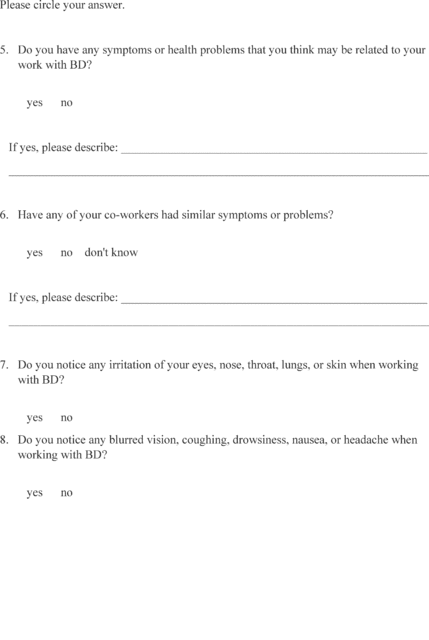 Please circle your answer.
5. Do you have any symptoms or health problems that you think may be related to your
work with BD?
yes no
If yes, please describe:
6. Have any of your co-workers had similar symptoms or problems?
yes no don't know
If yes, please describe:
7. Do you notice any irritation of your eyes, nose, throat, lungs, or skin when working
with BD?
yes no
8. Do you notice any blurred vision, coughing, drowsiness, nausea, or headache when
working with BD?
yes no